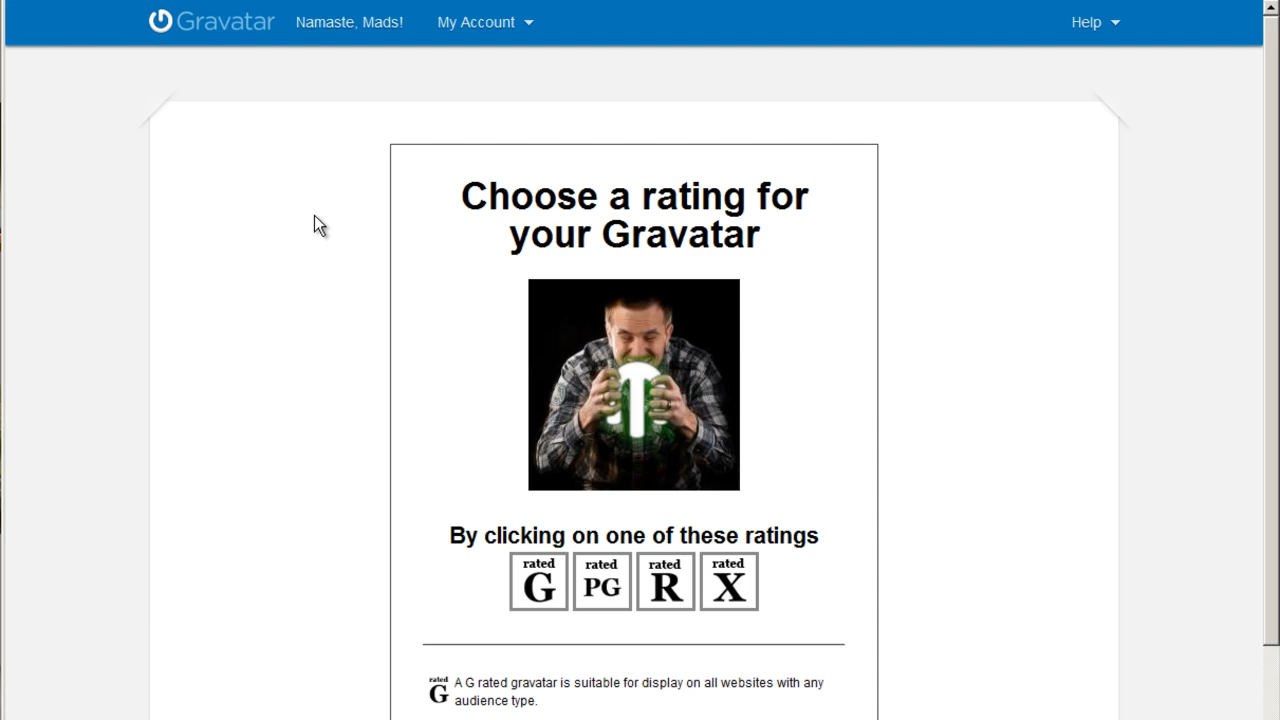 Gravatar Namaste, Mads! My Account Help
Choose a rating for
your Gravatar
By clicking on one of these ratings
rated rated rated rated
G PG R X
rated
G
A G rated gravatar is suitable for display on all websites with any
audience type.